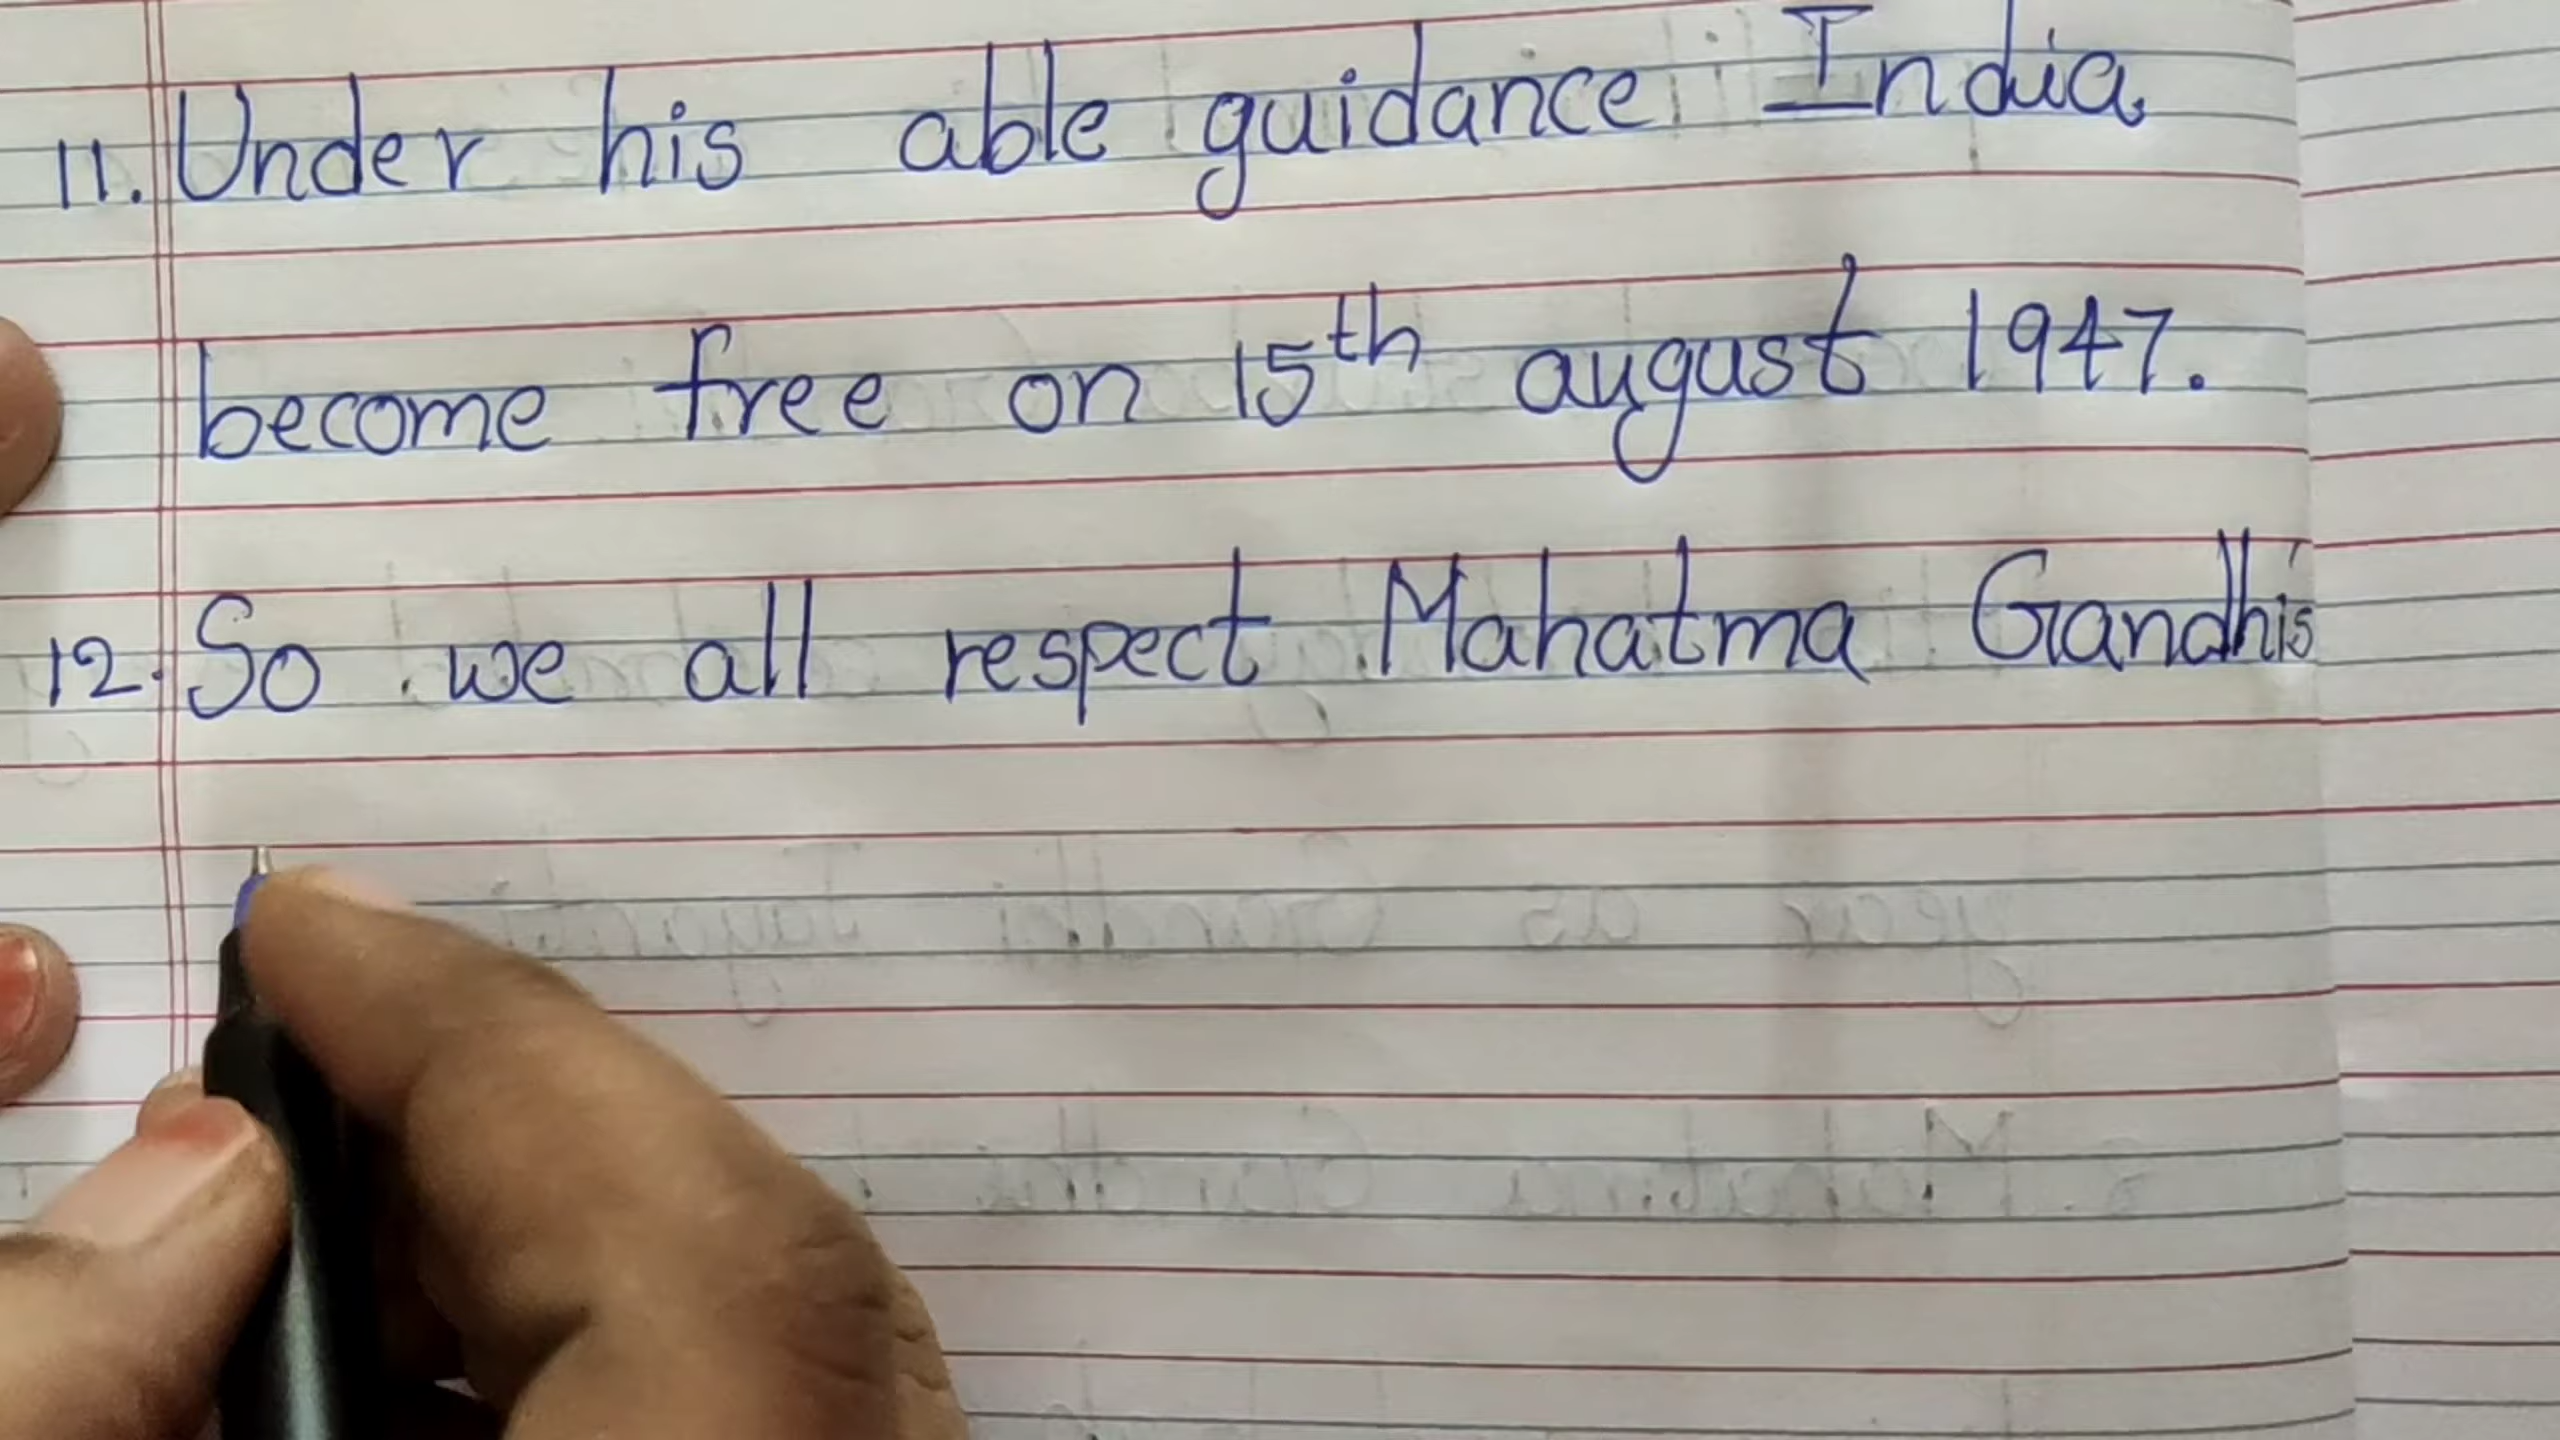 11. Under his able guidance India
become free on 15th august 1947.
12. So we all respect Mahatma Gandhi's